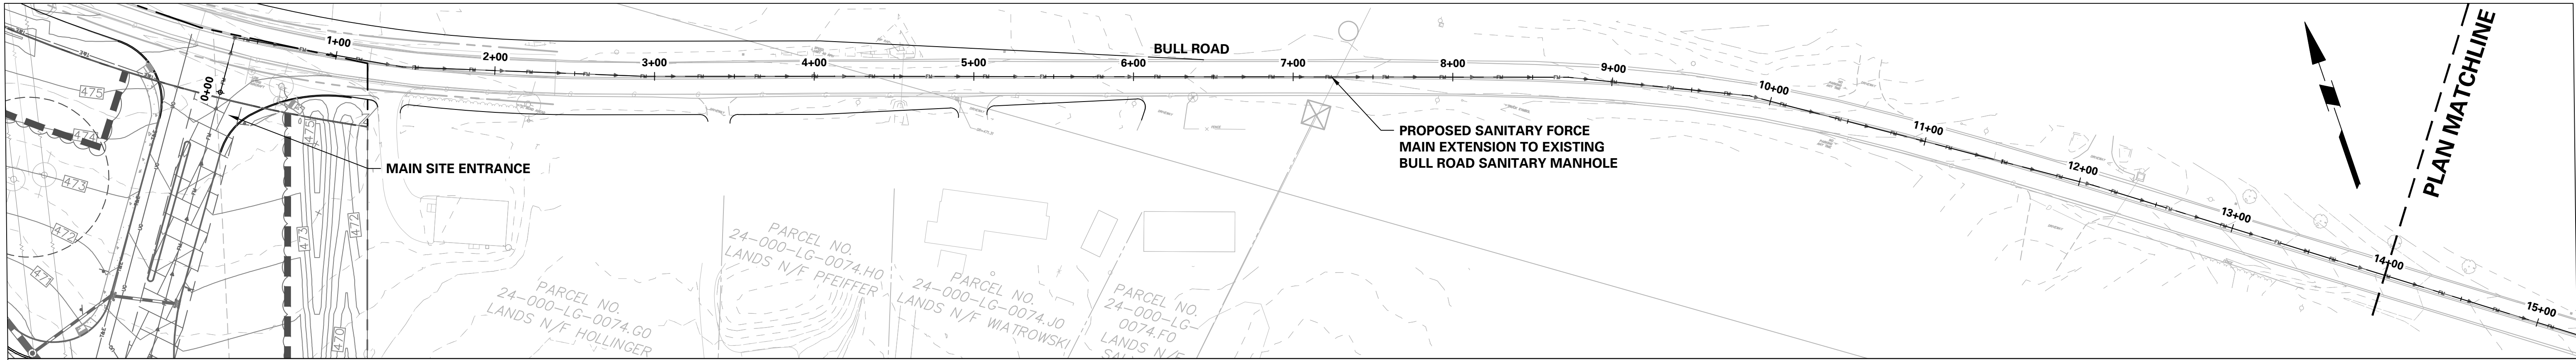 0+00
1+00
2+00
3+00
4+00
5+00
6+00
7+00
8+00
9+00
10+00
11+00
12+00
13+00
14+00
15+00
BULL ROAD
PLAN MATCHLINE
MAIN SITE ENTRANCE
PROPOSED SANITARY FORCE
MAIN EXTENSION TO EXISTING
BULL ROAD SANITARY MANHOLE
475
474
473
472
471
475
473
472
470
PARCEL NO.
24-000-LG-0074.G0
LANDS N/F HOLLINGER
PARCEL NO.
24-000-LG-0074.H0
LANDS N/F PFEIFFER
PARCEL NO.
24-000-LG-0074.J0
LANDS N/F WIATROWSKI
PARCEL NO.
24-000-LG-
0074.F0
LANDS N/F